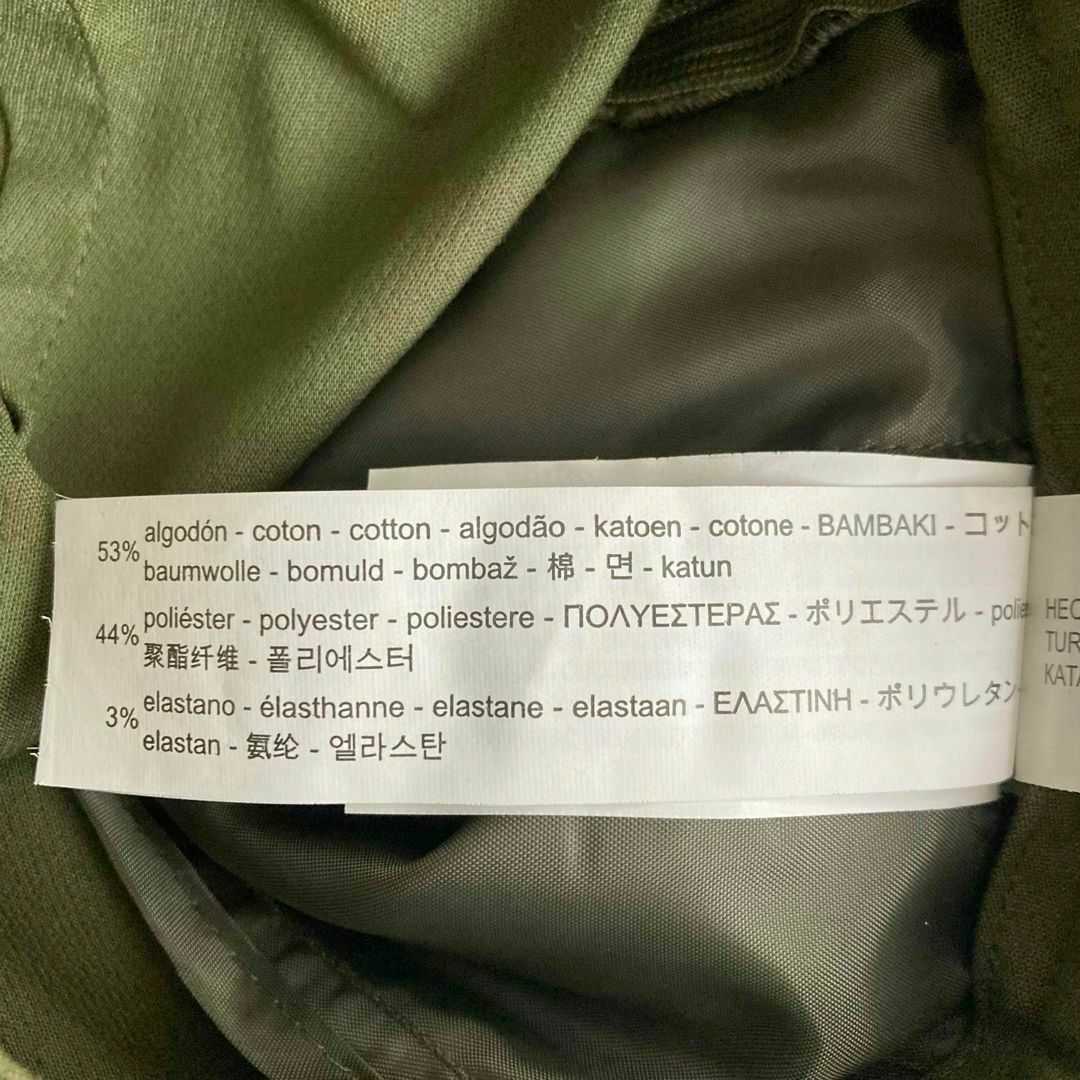 53% algodón - coton - cotton - algodão - katoen - cotone - BAMBAKI - コット
baumwolle - bomuld - bombaž - 棉 - 면 - katun
44% poliéster - polyester - poliestere - ΠΟΛΥΕΣΤΕΡΑΣ - ポリエステル -
聚酯纤维 - 폴리에스터
3% elastano - élasthanne - elastane - elastaan - ΕΛΑΣΤΙΝΗ - ポリウレタン
elastan - 氨纶 - 엘라스탄
HEC
TUR
KATA